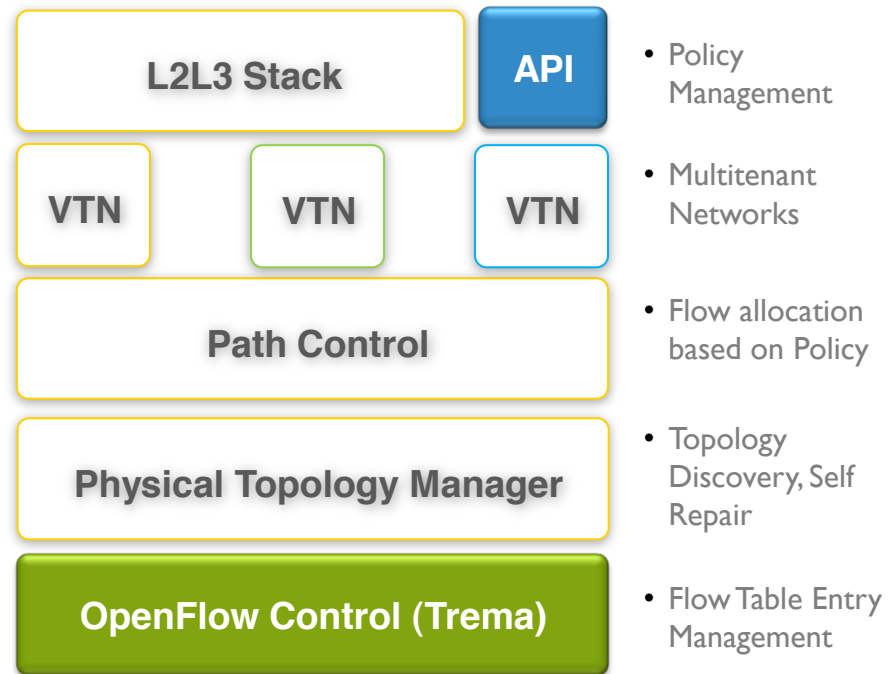 L2L3 Stack
API
• Policy
Management
VTN
VTN
VTN
• Multitenant
Networks
Path Control
• Flow allocation
based on Policy
Physical Topology Manager
• Topology
Discovery, Self
Repair
OpenFlow Control (Trema)
• Flow Table Entry
Management